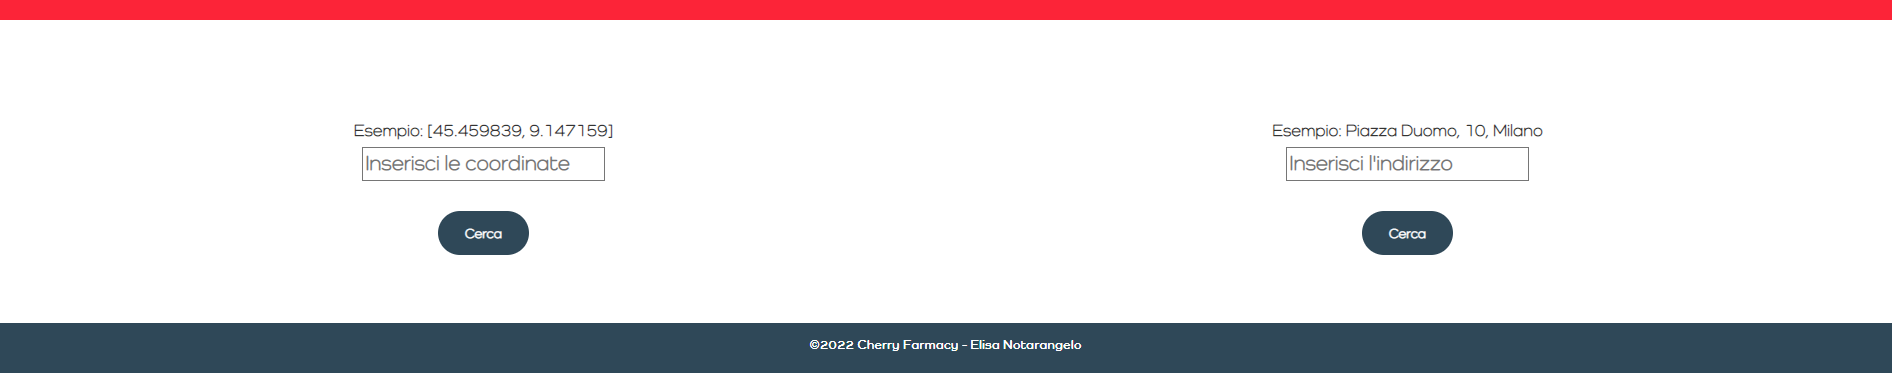 Esempio: [45.459839, 9.147159]
Inserisci le coordinate
Cerca
Esempio: Piazza Duomo, 10, Milano
Inserisci l'indirizzo
Cerca
©2022 Cherry Farmacy - Elisa Notarangelo